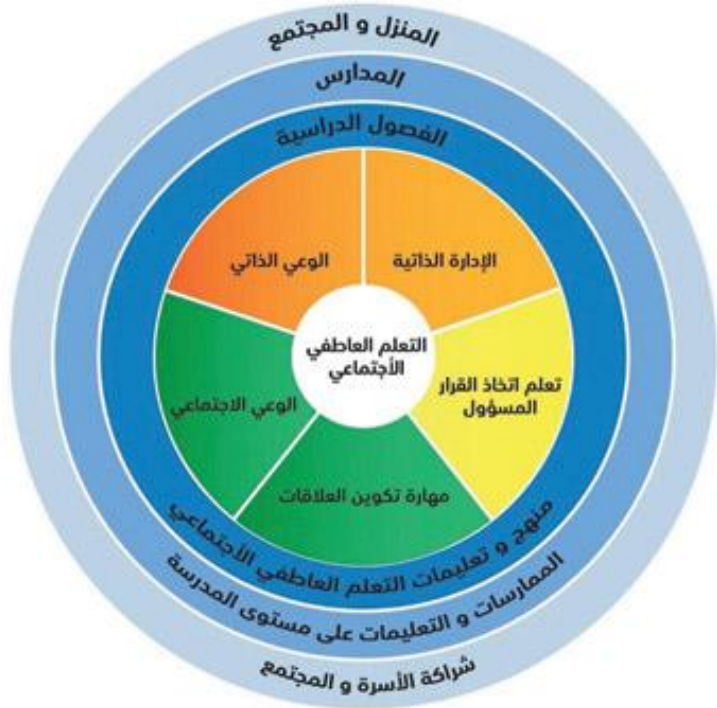 المنزل و المجتمع
المدارس
الفصول الدراسية
الإدارة الذاتية
الوعي الذاتي
التعلم العاطفي
الأجتماعي
تعلم اتخاذ القرار
المسؤول
الوعي الاجتماعي
مهارة تكوين العلاقات
منهج و تعليمات التعلم العاطفي الأجتماعي
الممارسات و التعليمات على مستوى المدرسة
شراكة الأسرة و المجتمع